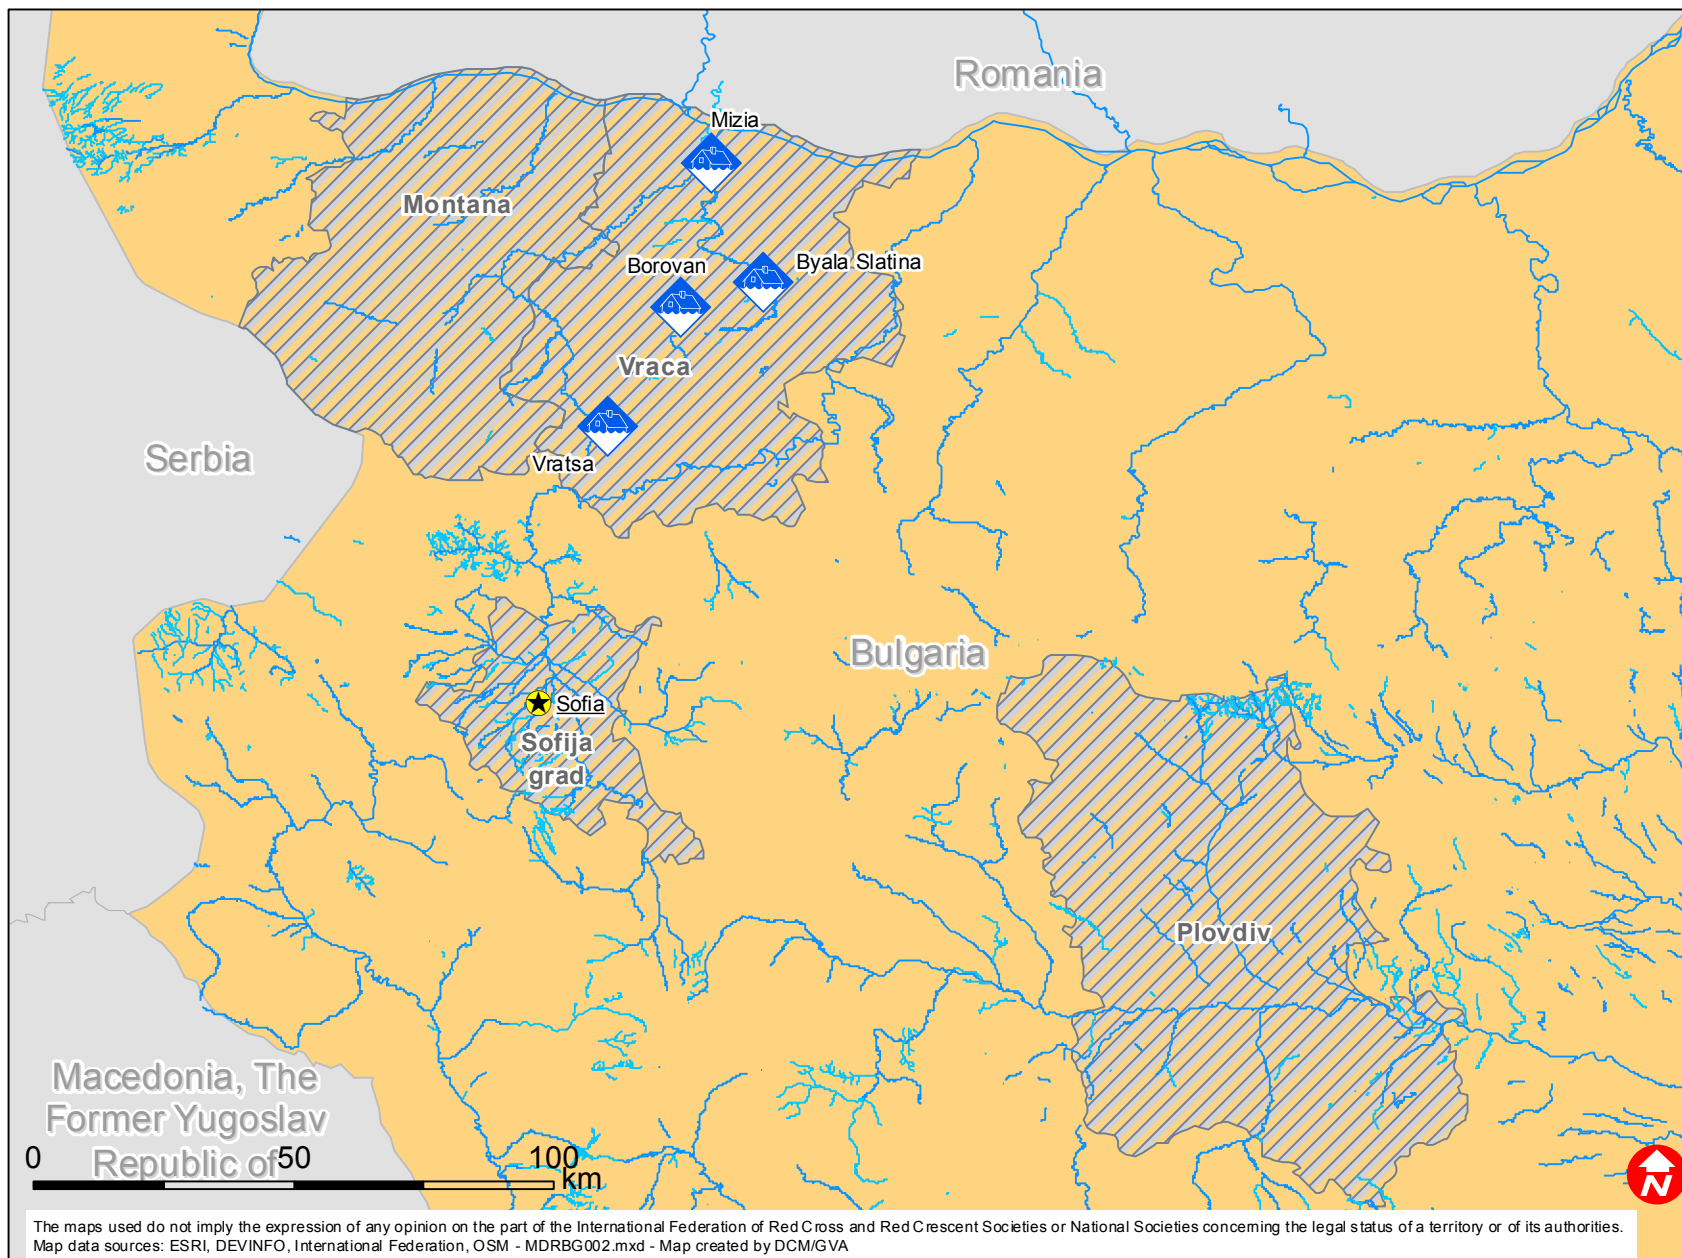 Romania
Mizia
Montana
Borovan
Byala Slatina
Vraca
Serbia
Vratsa
Bulgaria
Sofia
Sofija
grad
Plovdiv
Macedonia, The
Former Yugoslav
Republic of
0 50 100
km
N
The maps used do not imply the expression of any opinion on the part of the International Federation of Red Cross and Red Crescent Societies or National Societies concerning the legal status of a territory or of its authorities.
Map data sources: ESRI, DEVINFO, International Federation, OSM - MDRBG002.mxd - Map created by DCM/GVA